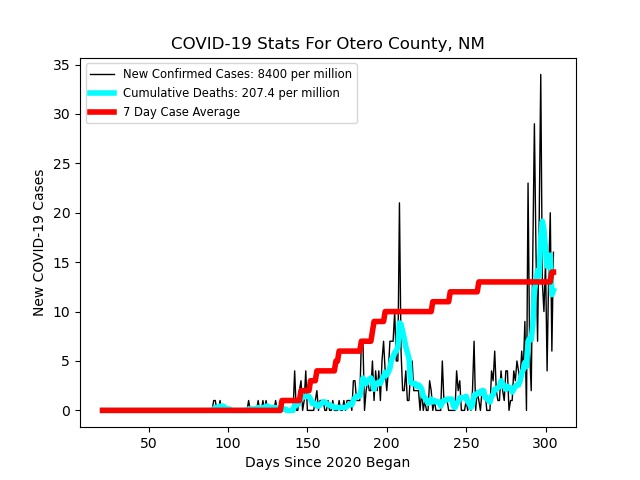 COVID-19 Stats For Otero County, NM
New Confirmed Cases: 8400 per million
Cumulative Deaths: 207.4 per million
7 Day Case Average
35
30
25
20
15
10
5
0
New COVID-19 Cases
50 100 150 200 250 300
Days Since 2020 Began